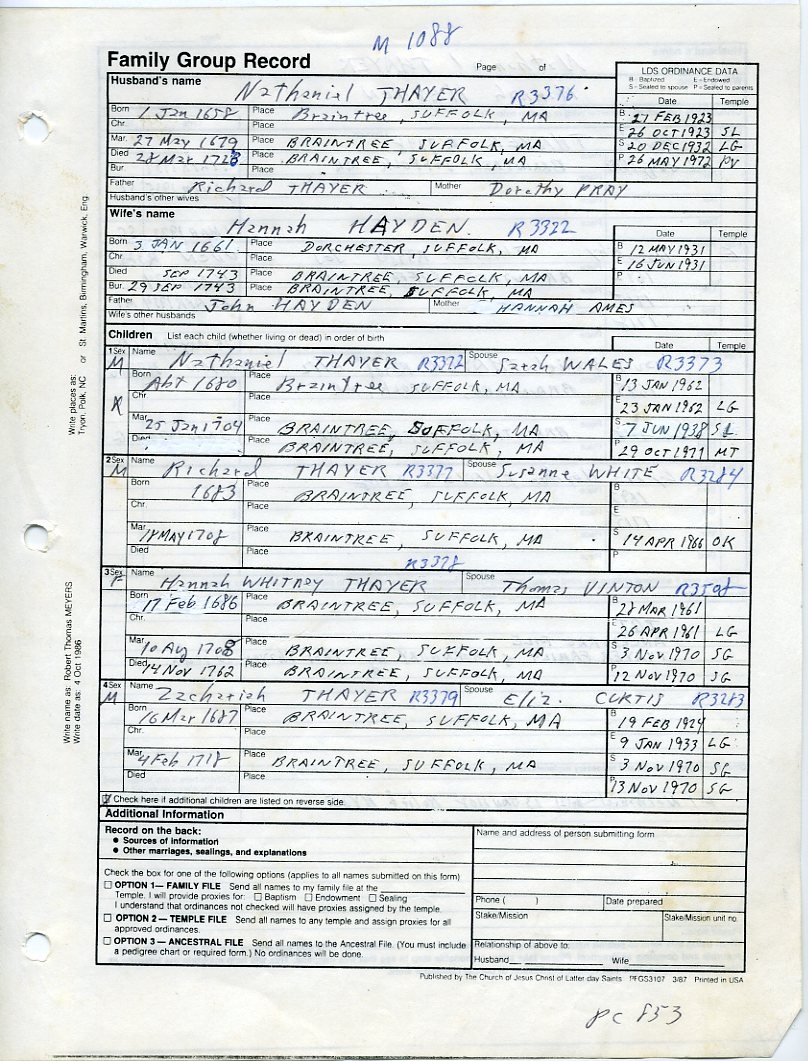 M 1088
Family Group Record
Page of
LDS ORDINANCE DATA
B - Baptized E - Endowed
S - Sealed to spouse P - Sealed to parents
Husband's name
Nathaniel THAYER R3376
Date Temple
Born 1 Jan 1658 Place Braintree, SUFFOLK, MA B 27 FEB 1923
Chr. Place E 26 OCT 1923 SL
Mar. 27 May 1679 Place BRAINTREE, SUFFOLK, MA S 20 DEC 1932 LG
Died 28 Mar 1728 Place BRAINTREE, SUFFOLK, MA P 26 MAY 1972 PV
Bur. Place
Father Richard THAYER Mother Dorothy PRAY
Husband's other wives
Wife's name
Hannah HAYDEN. R3322
Date Temple
Born 3 JAN 1661 Place DORCHESTER, SUFFOLK, MA B 12 MAY 1931
Chr. Place E 16 JUN 1931
Died SEP 1743 Place BRAINTREE, SUFFOLK, MA P
Bur. 29 SEP 1743 Place BRAINTREE, SUFFOLK, MA
Father John HAYDEN Mother HANNAH AMES
Wife's other husbands
Children List each child (whether living or dead) in order of birth
Date Temple
1 Sex M Name Nathaniel THAYER R3372 Spouse Sarah WALES R3373
Born Abt 1680 Place Braintree SUFFOLK, MA B 13 JAN 1962
Chr. Place E 23 JAN 1962 LG
X
Mar. 25 Jan 1704 Place BRAINTREE, SUFFOLK, MA S 7 JUN 1938 SL
Died Place BRAINTREE, SUFFOLK, MA P 29 OCT 1971 MT
2 Sex M Name Richard THAYER R3377 Spouse Susanna WHITE R3284
Born 1683 Place BRAINTREE, SUFFOLK, MA B
Chr. Place E
Mar. 18 MAY 1708 Place BRAINTREE, SUFFOLK, MA S 14 APR 1966 OK
Died Place P
R3378
3 Sex F Name Hannah WHITNEY THAYER Spouse Thomas VINTON R3508
Born 17 Feb 1686 Place BRAINTREE, SUFFOLK, MA B 28 MAR 1961
Chr. Place E 26 APR 1961 LG
Mar. 10 Aug 1708 Place BRAINTREE, SUFFOLK, MA S 3 NOV 1970 SG
Died 14 Nov 1762 Place BRAINTREE, SUFFOLK, MA P 12 NOV 1970 SG
4 Sex M Name Zachariah THAYER R3379 Spouse Eliz. CURTIS R3283
Born 16 Mar 1687 Place BRAINTREE, SUFFOLK, MA B 19 FEB 1924
Chr. Place E 9 JAN 1933 LG
Mar. 4 Feb 1718 Place BRAINTREE, SUFFOLK, MA S 3 NOV 1970 SG
Died Place P 13 NOV 1970 SG
Check here if additional children are listed on reverse side.
Additional Information
Record on the back:
• Sources of information
• Other marriages, sealings, and explanations
Check the box for one of the following options (applies to all names submitted on this form)
OPTION 1— FAMILY FILE Send all names to my family file at the
Temple. I will provide proxies for: Baptism Endowment Sealing
I understand that ordinances not checked will have proxies assigned by the temple.
OPTION 2 – TEMPLE FILE Send all names to any temple and assign proxies for all
approved ordinances.
OPTION 3 – ANCESTRAL FILE Send all names to the Ancestral File. (You must include
a pedigree chart or required form.) No ordinances will be done.
Name and address of person submitting form
Phone ( ) Date prepared
Stake/Mission Stake/Mission unit no.
Relationship of above to:
Husband Wife
Published by The Church of Jesus Christ of Latter-day Saints PFGS3107 3/87 Printed in USA
PC 853
Write places as: Tryon, Polk, NC or St. Martins, Birmingham, Warwick, Eng
Write name as: Robert Thomas MEYERS
Write date as: 4 Oct 1986